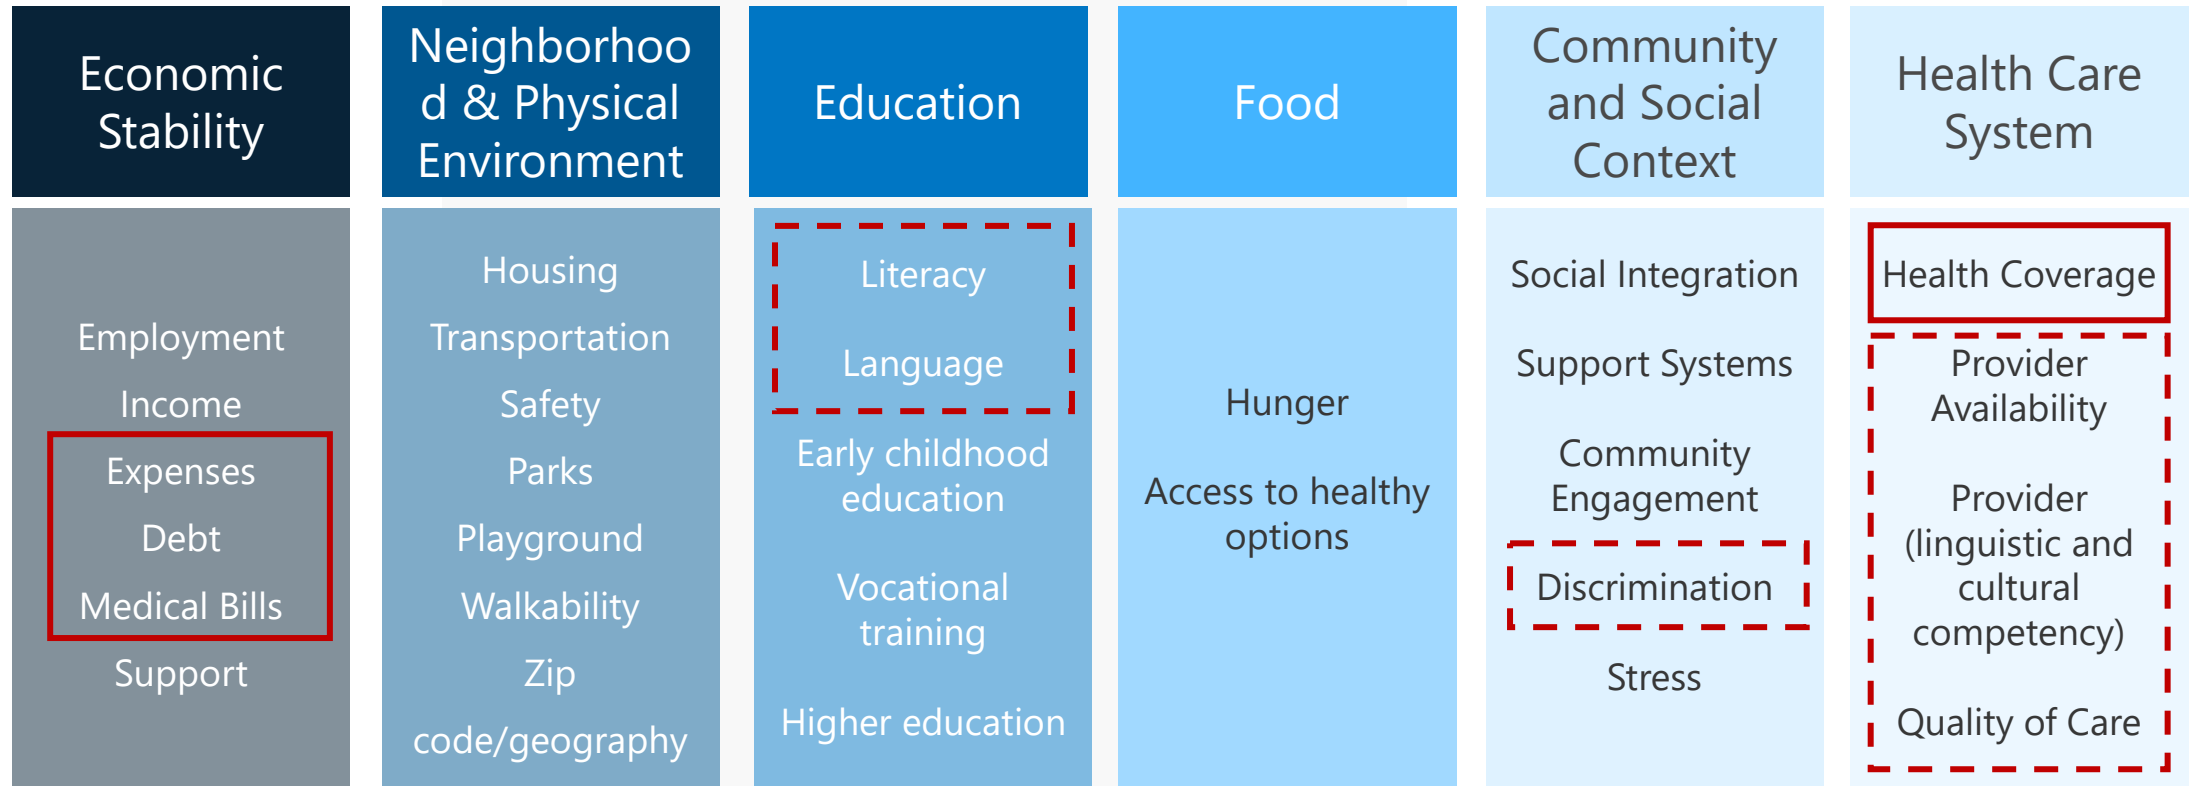 Economic
Stability
Neighborhoo
d & Physical
Environment
Education
Food
Community
and Social
Context
Health Care
System
Employment
Income
Expenses
Debt
Medical Bills
Support
Housing
Transportation
Safety
Parks
Playground
Walkability
Zip
code/geography
Literacy
Language
Early childhood
education
Vocational
training
Higher education
Hunger
Access to healthy
options
Social Integration
Support Systems
Community
Engagement
Discrimination
Stress
Health Coverage
Provider
Availability
Provider
(linguistic and
cultural
competency)
Quality of Care